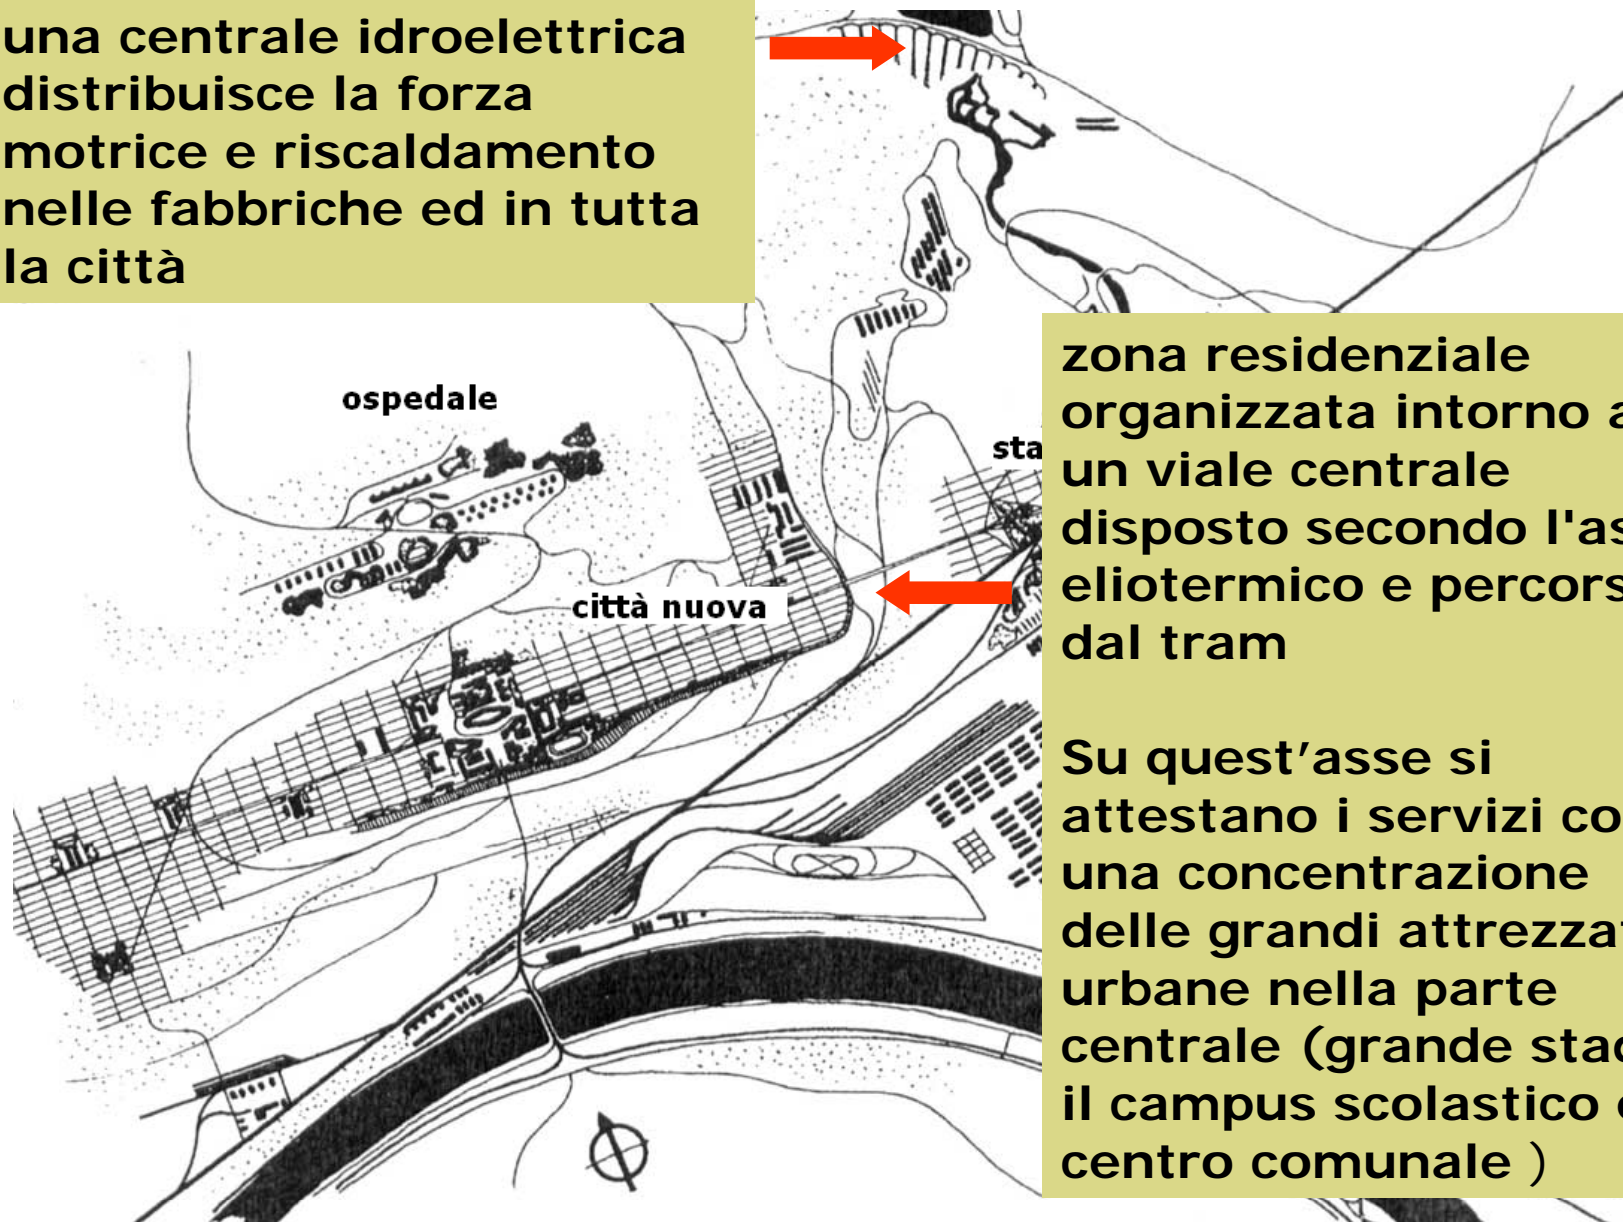 una centrale idroelettrica
distribuisce la forza
motrice e riscaldamento
nelle fabbriche ed in tutta
la città
ospedale
sta
città nuova
zona residenziale
organizzata intorno a
un viale centrale
disposto secondo l'as
eliotermico e percors
dal tram
Su quest’asse si
attestano i servizi co
una concentrazione
delle grandi attrezza
urbane nella parte
centrale (grande sta
il campus scolastico
centro comunale )